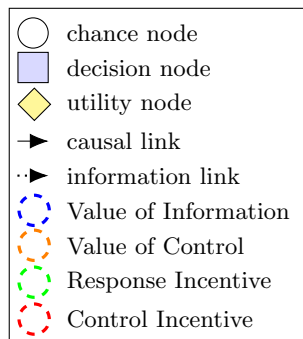 chance node
decision node
utility node
causal link
information link
Value of Information
Value of Control
Response Incentive
Control Incentive